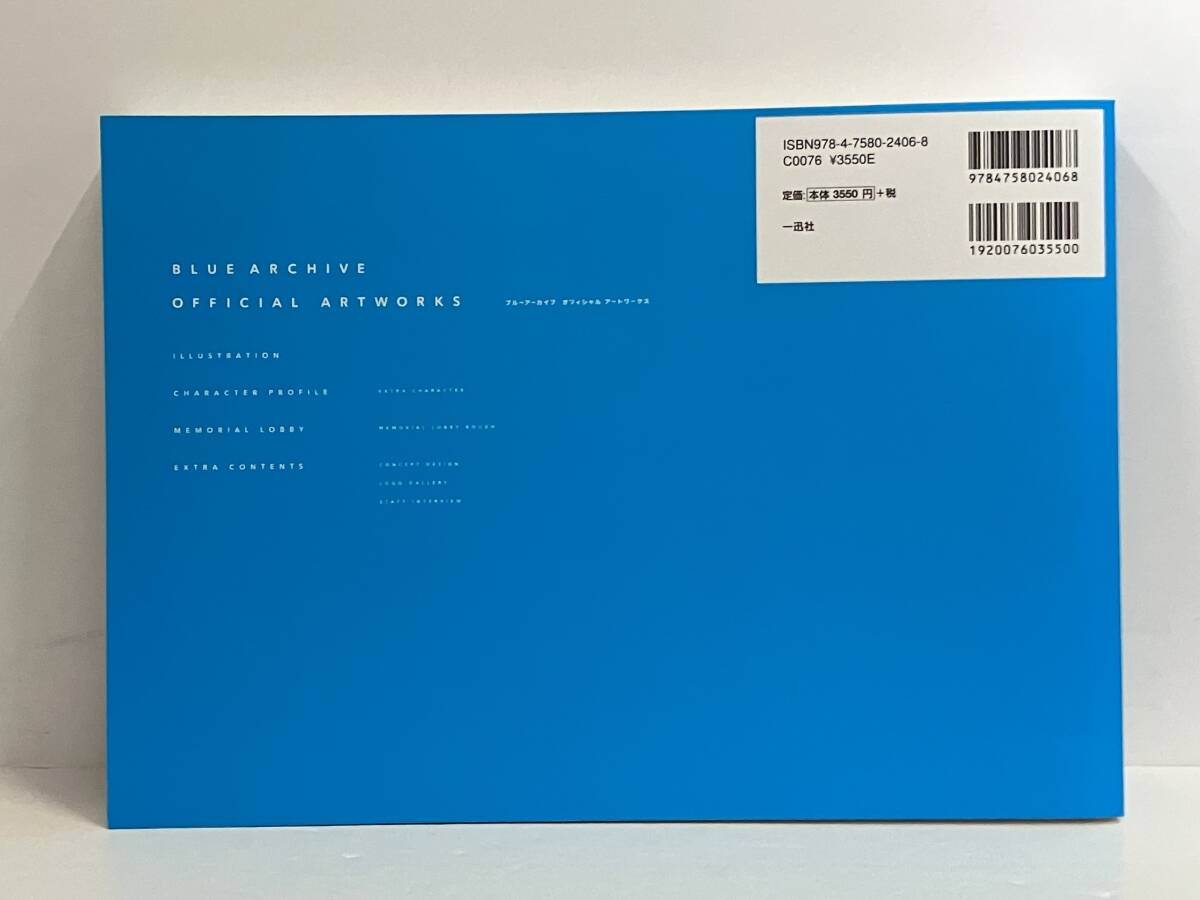 ISBN978-4-7580-2406-8
C0076 ¥3550E
9784758024068
定価:本体 3550 円+税
一迅社
1920076035500
BLUE ARCHIVE
OFFICIAL ARTWORKS ブルーアーカイブ オフィシャル アートワークス
ILLUSTRATION
CHARACTER PROFILE EXTRA CHARACTER
MEMORIAL LOBBY MEMORIAL LOBBY ROUGH
EXTRA CONTENTS CONCEPT DESIGN
LOGO GALLERY
STAFF INTERVIEW